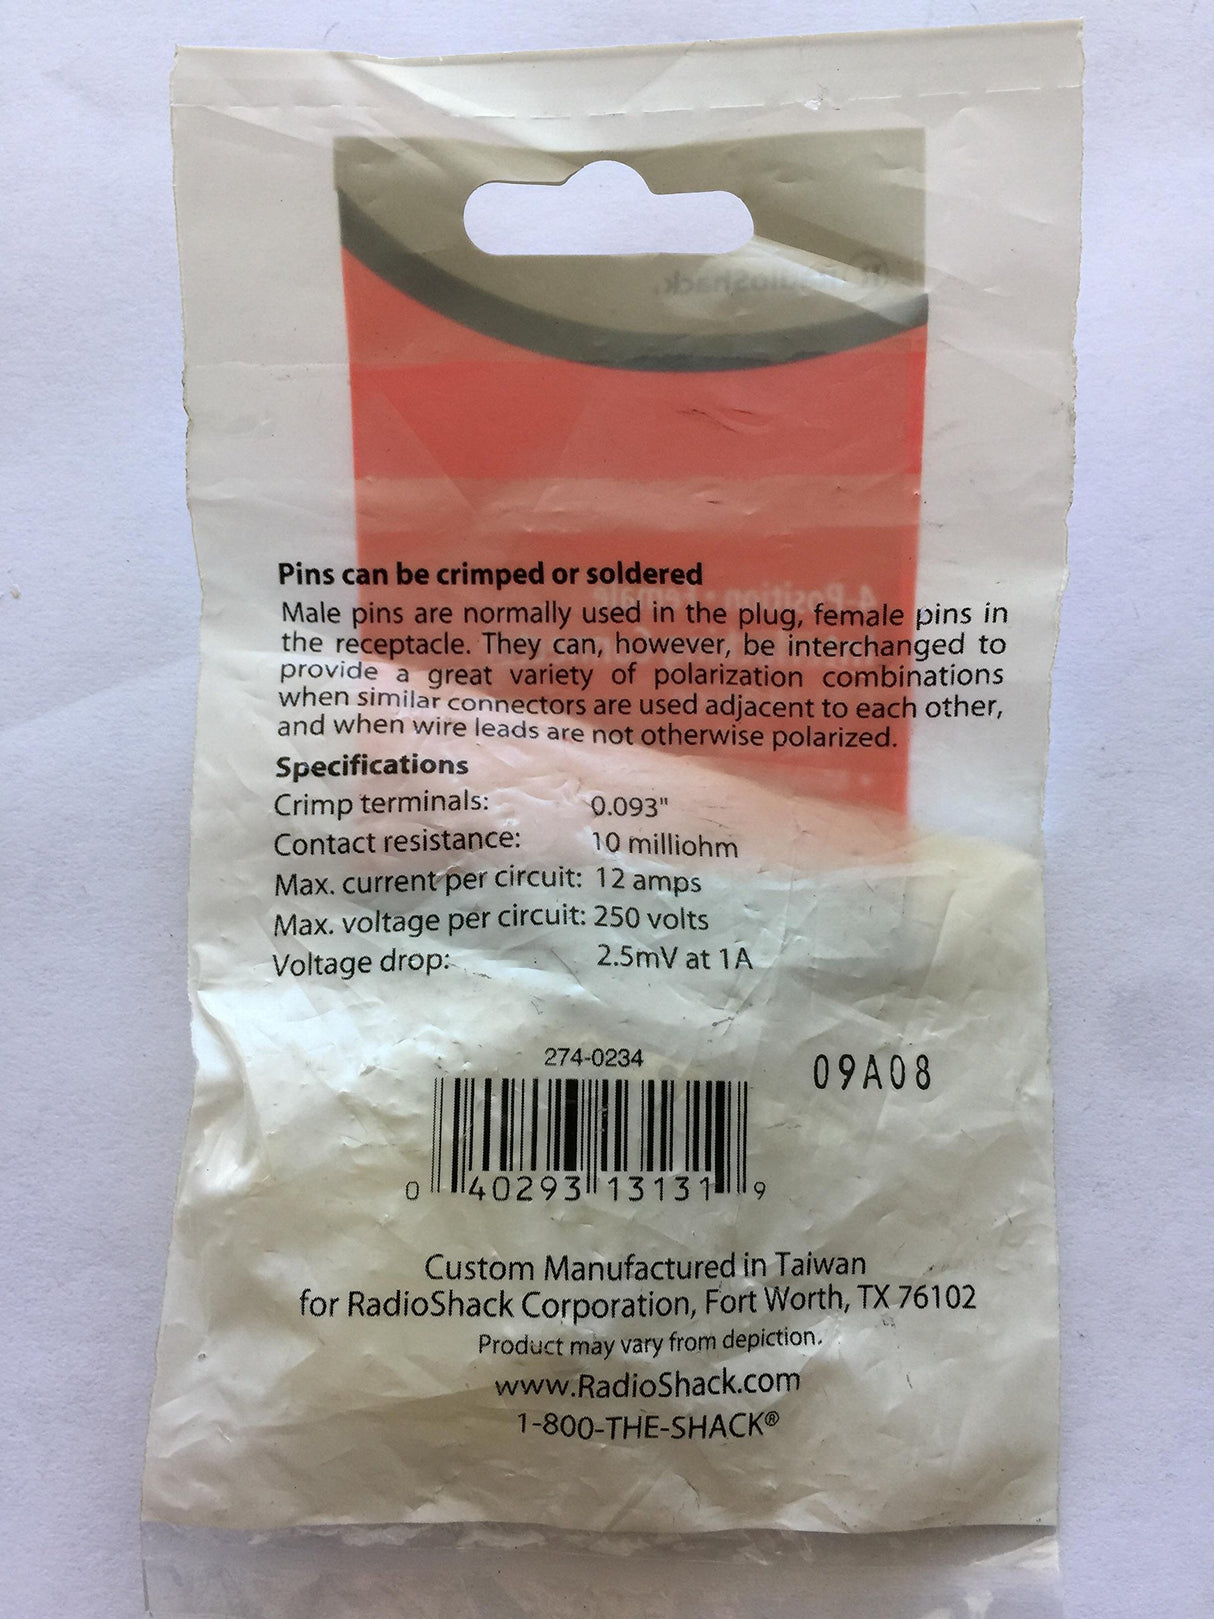 RadioShack.
4-Position, Female
Pins can be crimped or soldered
Male pins are normally used in the plug, female pins in
the receptacle. They can, however, be interchanged to
provide a great variety of polarization combinations
when similar connectors are used adjacent to each other,
and when wire leads are not otherwise polarized.
Specifications
Crimp terminals: 0.093"
Contact resistance: 10 milliohm
Max. current per circuit: 12 amps
Max. voltage per circuit: 250 volts
Voltage drop: 2.5mV at 1A
274-0234
09A08
0 40293 13131 9
Custom Manufactured in Taiwan
for RadioShack Corporation, Fort Worth, TX 76102
Product may vary from depiction.
www.RadioShack.com
1-800-THE-SHACK®